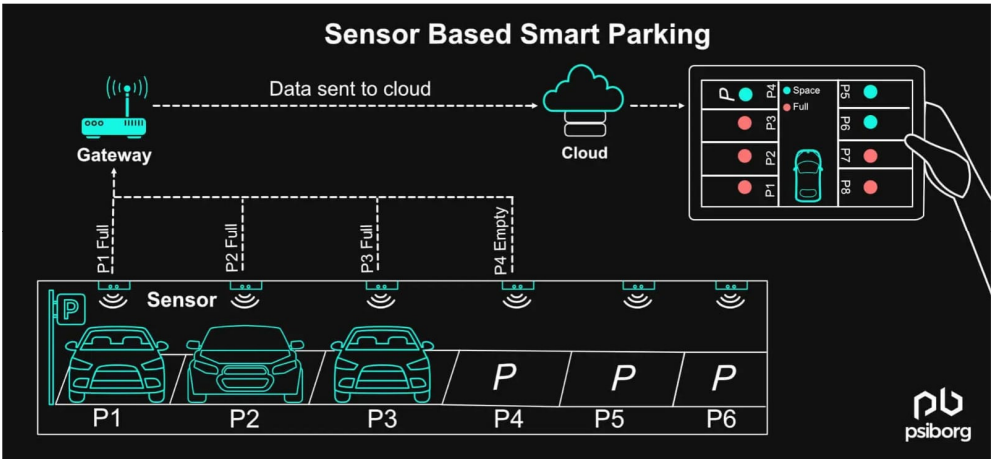 Sensor Based Smart Parking
Data sent to cloud
Gateway
Cloud
P
P4
P3
P2
P1
Space
Full
P5
P6
P7
P8
P1 Full
P2 Full
P3 Full
P4 Empty
P
Sensor
P
P
P
P1
P2
P3
P4
P5
P6
psiborg